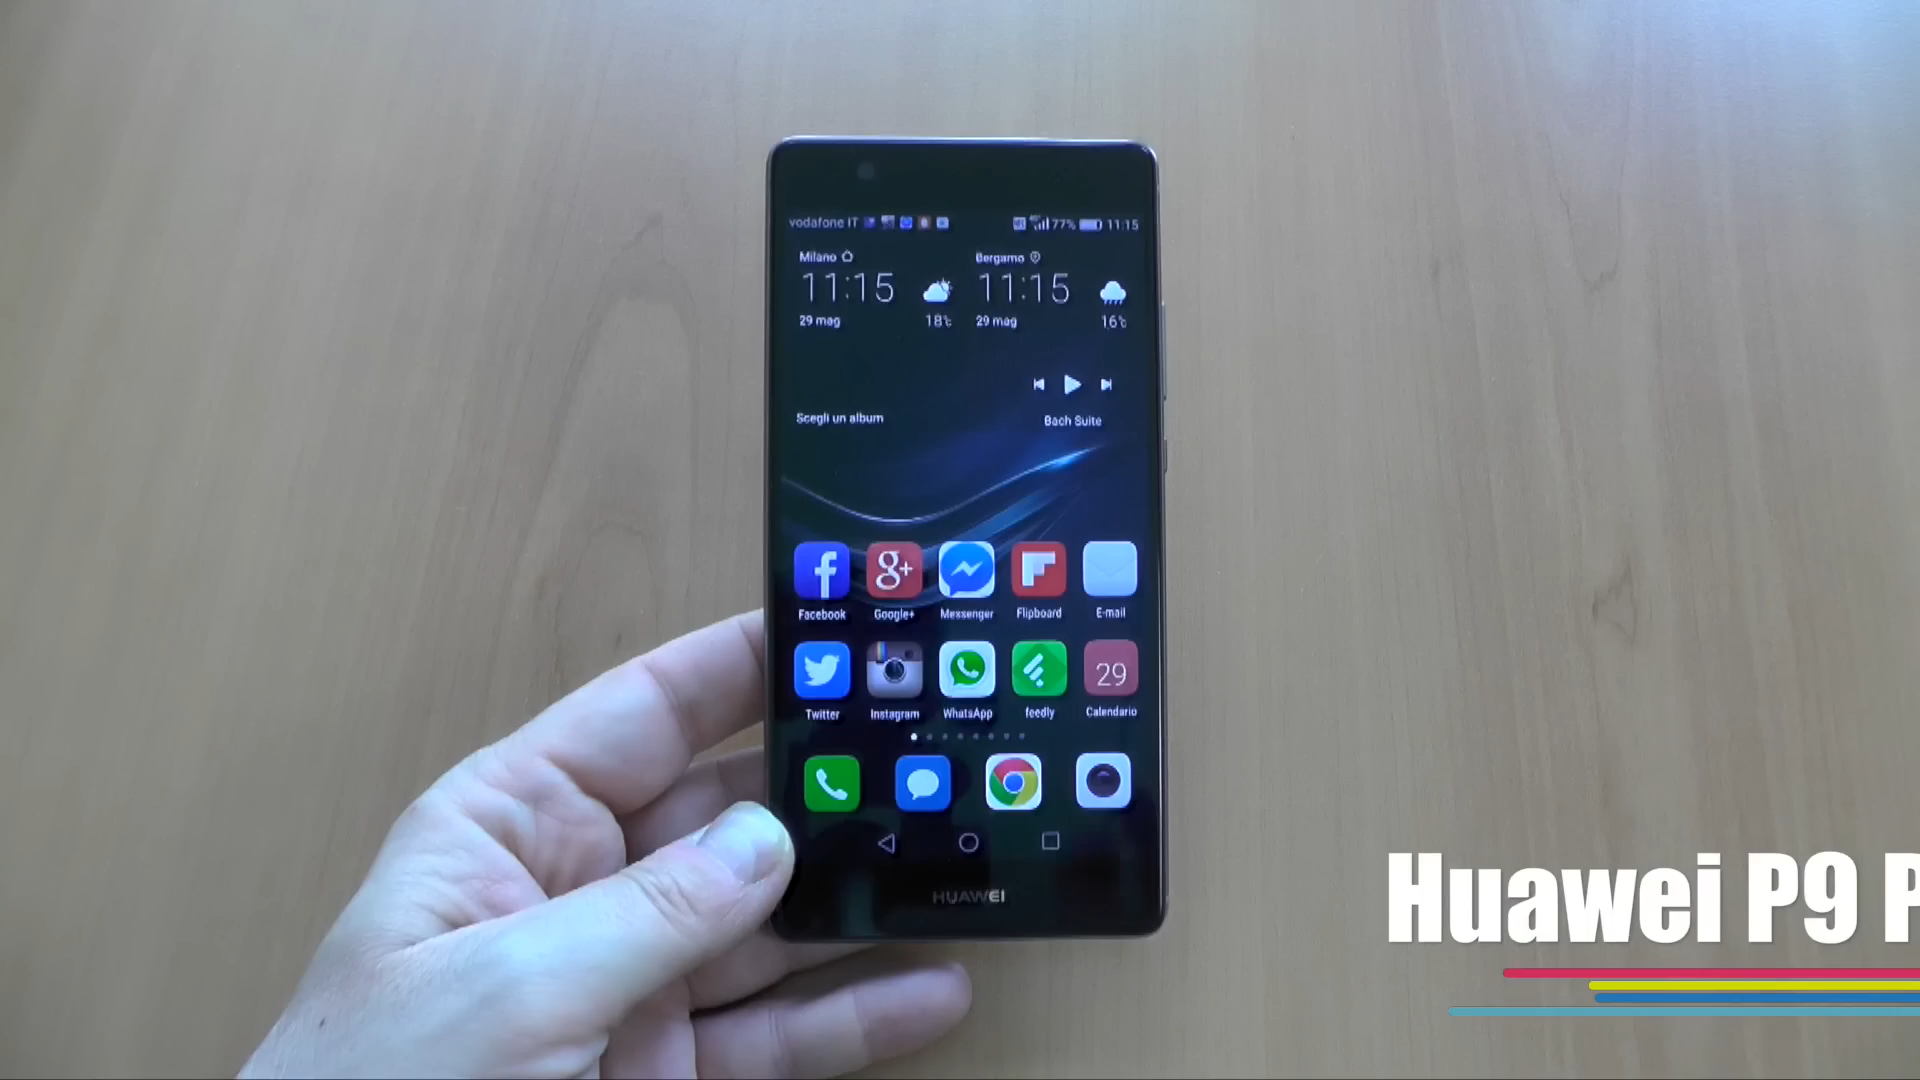 vodafone IT 77% 11:15
Milano Bergamo
11:15 11:15
29 mag 18°c 29 mag 16°c
Scegli un album Bach Suite
Facebook Google+ Messenger Flipboard E-mail
29
Twitter Instagram WhatsApp feedly Calendario
HUAWEI
Huawei P9 P